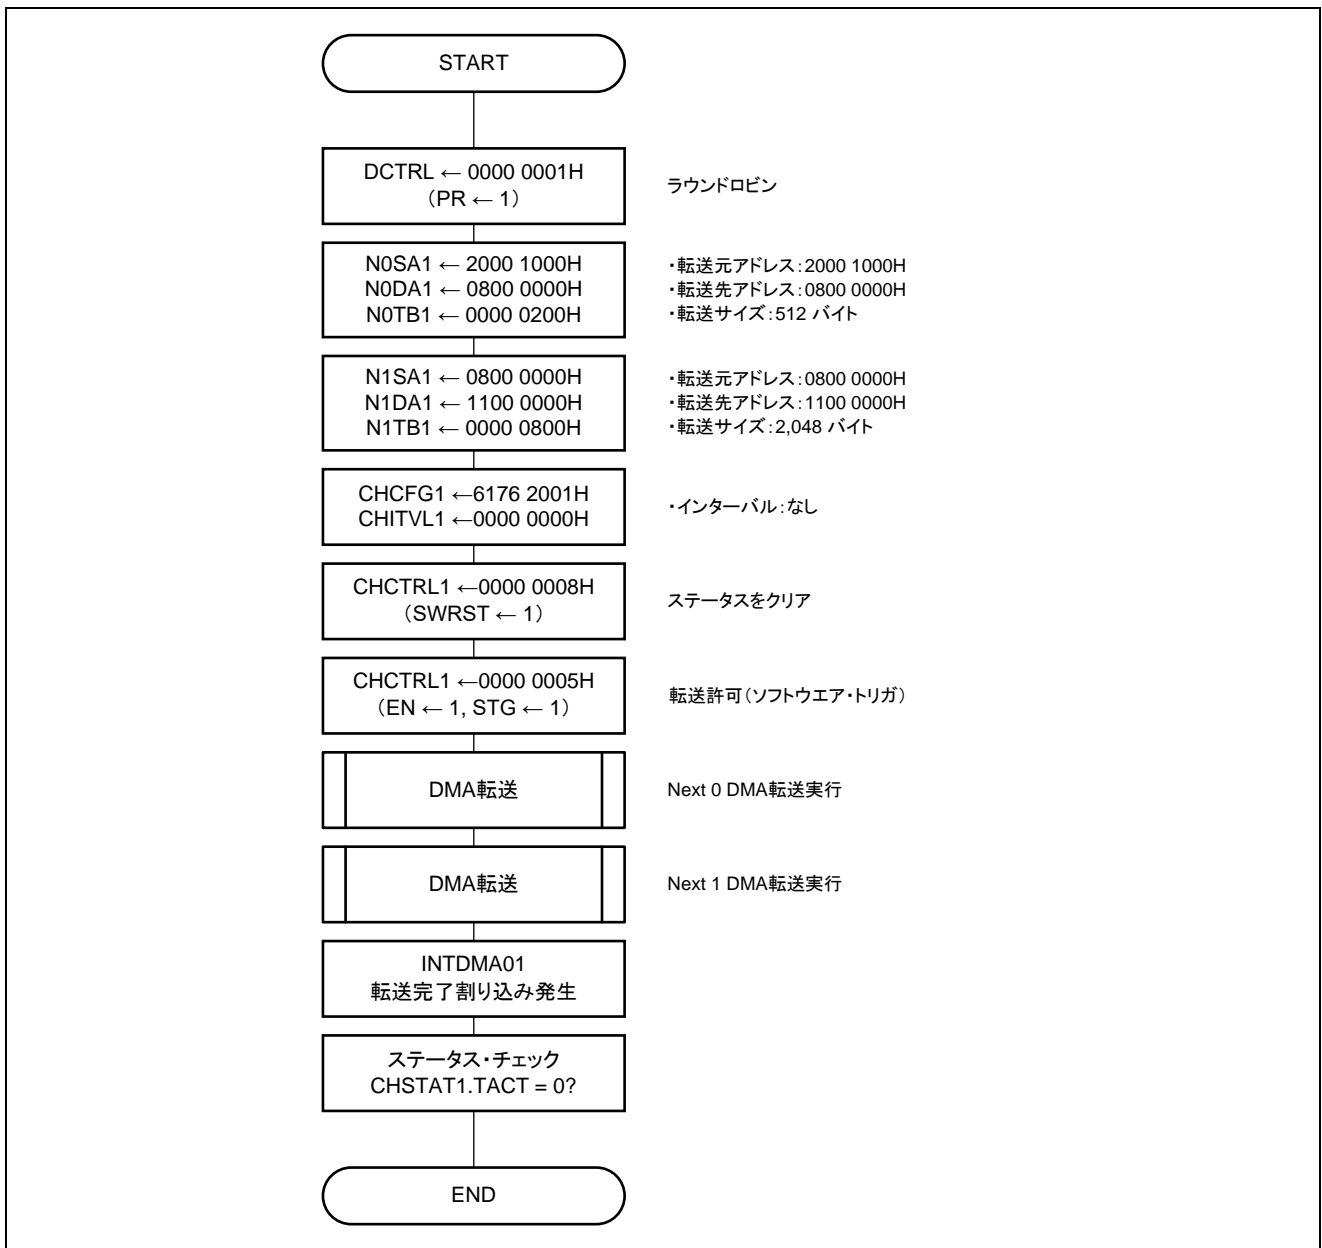 START
DCTRL ← 0000 0001H
（PR ← 1）
ラウンドロビン
N0SA1 ← 2000 1000H
N0DA1 ← 0800 0000H
N0TB1 ← 0000 0200H
・転送元アドレス：2000 1000H
・転送先アドレス：0800 0000H
・転送サイズ：512 バイト
N1SA1 ← 0800 0000H
N1DA1 ← 1100 0000H
N1TB1 ← 0000 0800H
・転送元アドレス：0800 0000H
・転送先アドレス：1100 0000H
・転送サイズ：2,048 バイト
CHCFG1 ←6176 2001H
CHITVL1 ←0000 0000H
・インターバル：なし
CHCTRL1 ←0000 0008H
（SWRST ← 1）
ステータスをクリア
CHCTRL1 ←0000 0005H
（EN ← 1, STG ← 1）
転送許可（ソフトウエア・トリガ）
DMA転送
Next 0 DMA転送実行
DMA転送
Next 1 DMA転送実行
INTDMA01
転送完了割り込み発生
ステータス・チェック
CHSTAT1.TACT = 0?
END